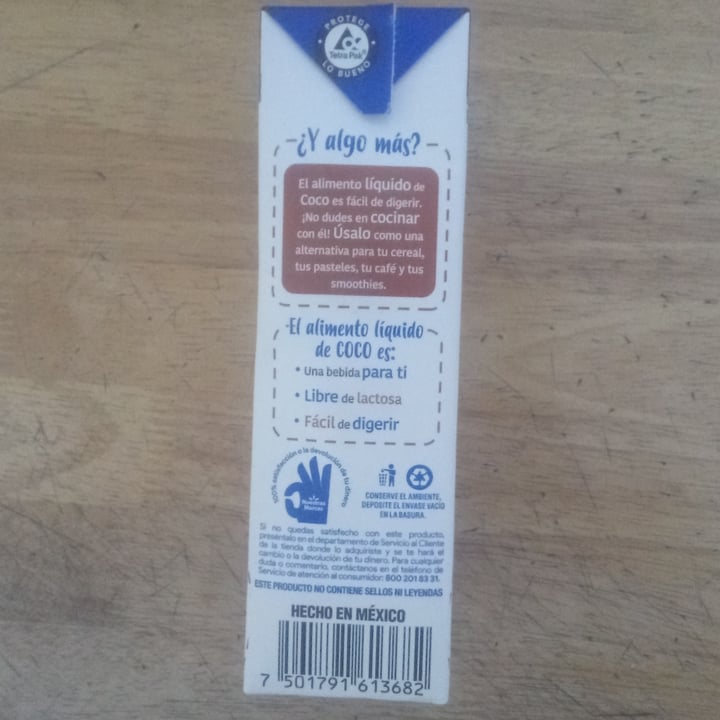 PROTEGE
Tetra Pak®
LO BUENO
¿Y algo más?
El alimento líquido de
Coco es fácil de digerir.
¡No dudes en cocinar
con él! Úsalo como una
alternativa para tu cereal,
tus pasteles, tu café y tus
smoothies.
El alimento líquido
de COCO es:
• Una bebida para ti
• Libre de lactosa
• Fácil de digerir
100% satisfacción o la devolución de tu dinero
Nuestras
Marcas
CONSERVE EL AMBIENTE,
DEPOSITE EL ENVASE VACÍO
EN LA BASURA.
Si no quedas satisfecho con este producto,
preséntalo en el departamento de Servicio al Cliente
de la tienda donde lo adquiriste y se te hará el
cambio o la devolución de tu dinero. Para cualquier
duda o comentario, contáctanos en el teléfono de
Servicio de atención al consumidor: 800 201 83 31.
ESTE PRODUCTO NO CONTIENE SELLOS NI LEYENDAS
HECHO EN MÉXICO
7 501791 613682